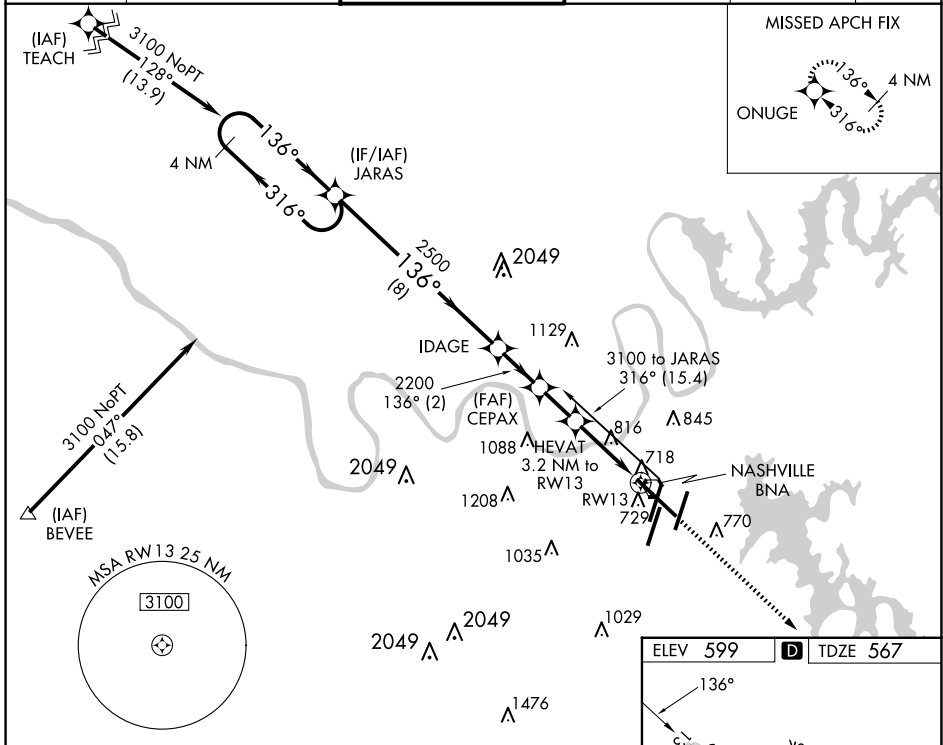 (IAF)
TEACH
3100 NoPT
128°
(13.9)
MISSED APCH FIX
136°
4 NM
ONUGE
316°
136°
4 NM
(IF/IAF)
JARAS
316°
2500
136°
(8)
2049
1129
IDAGE
3100 to JARAS
316° (15.4)
2200
136° (2)
(FAF)
CEPAX
816
845
3100 NoPT
047°
(15.8)
1088
HEVAT
3.2 NM to
RW13
718
NASHVILLE
BNA
2049
1208
RW13
729
770
(IAF)
BEVEE
1035
MSA RW13 25 NM
3100
2049
2049
1029
ELEV 599
D
TDZE 567
136°
1476